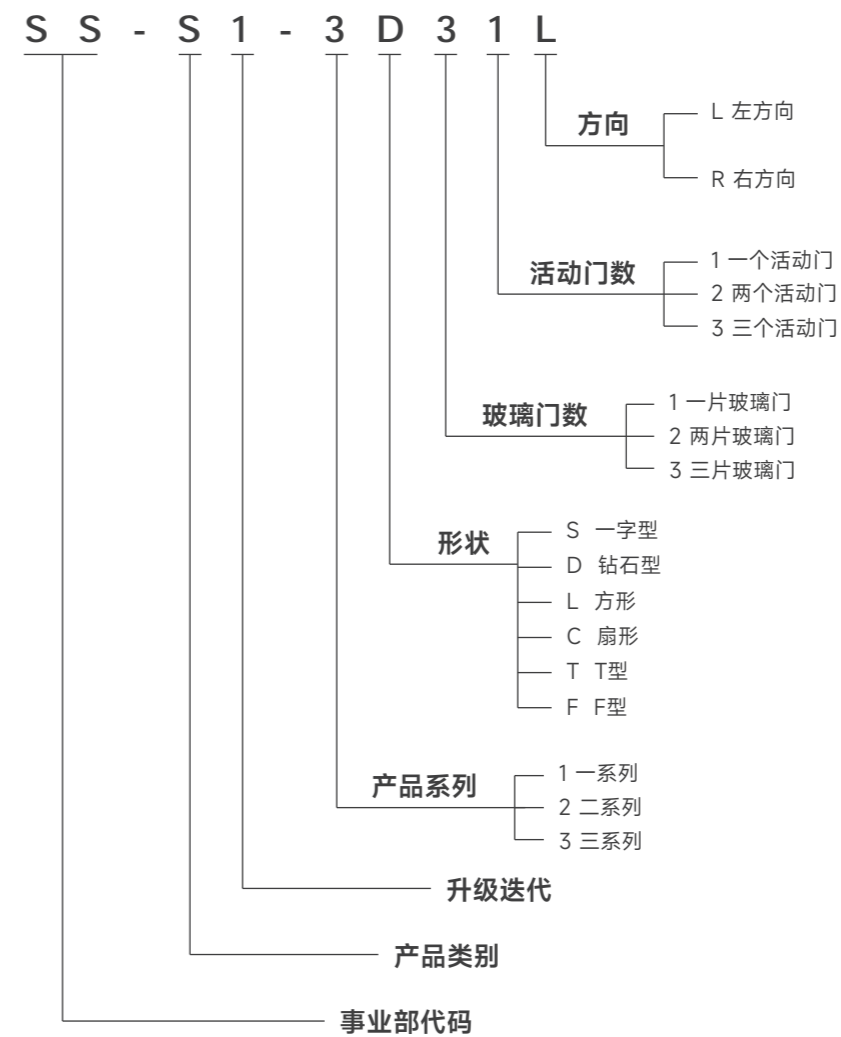 SS-S1-3D31L
方向
L 左方向
R 右方向
活动门数
1 一个活动门
2 两个活动门
3 三个活动门
玻璃门数
1 一片玻璃门
2 两片玻璃门
3 三片玻璃门
形状
S 一字型
D 钻石型
L 方形
C 扇形
T T型
F F型
产品系列
1 一系列
2 二系列
3 三系列
升级迭代
产品类别
事业部代码